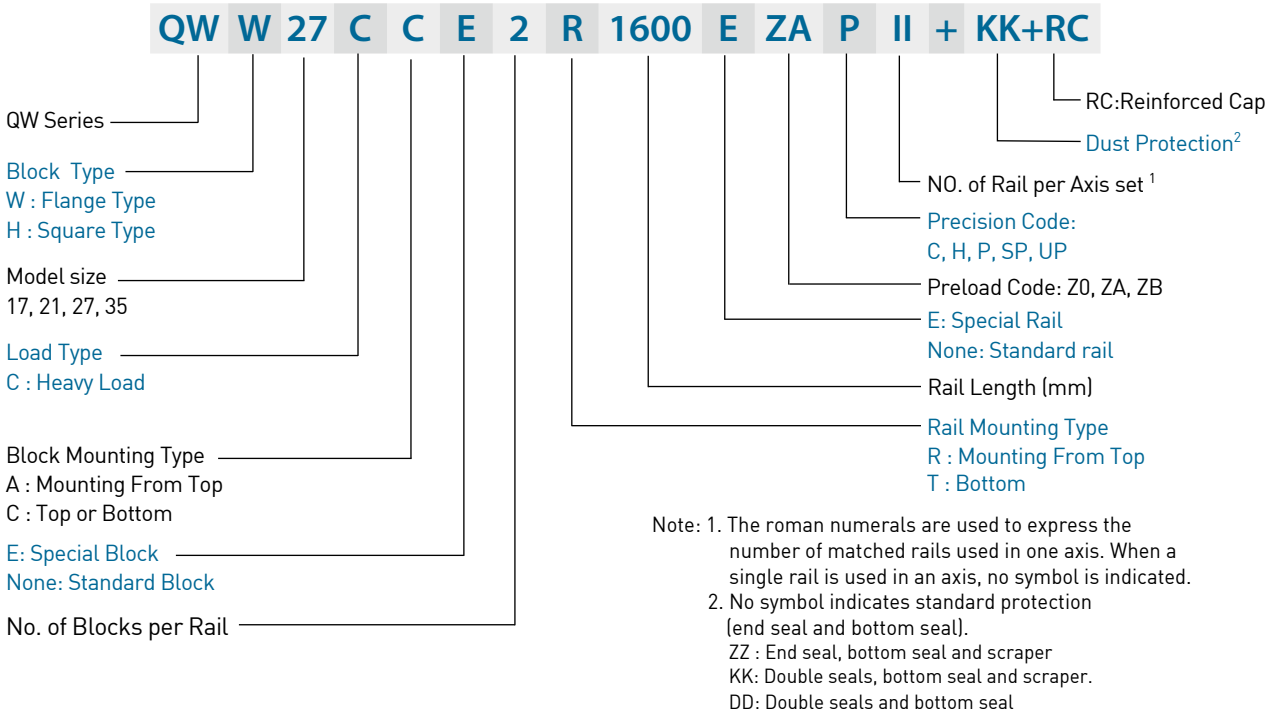 QW W 27 C C E 2 R 1600 E ZA P II + KK+RC
QW Series
Block Type
W : Flange Type
H : Square Type
Model size
17, 21, 27, 35
Load Type
C : Heavy Load
Block Mounting Type
A : Mounting From Top
C : Top or Bottom
E: Special Block
None: Standard Block
No. of Blocks per Rail
RC:Reinforced Cap
Dust Protection2
NO. of Rail per Axis set 1
Precision Code:
C, H, P, SP, UP
Preload Code: Z0, ZA, ZB
E: Special Rail
None: Standard rail
Rail Length (mm)
Rail Mounting Type
R : Mounting From Top
T : Bottom
Note: 1. The roman numerals are used to express the
number of matched rails used in one axis. When a
single rail is used in an axis, no symbol is indicated.
2. No symbol indicates standard protection
(end seal and bottom seal).
ZZ : End seal, bottom seal and scraper
KK: Double seals, bottom seal and scraper.
DD: Double seals and bottom seal